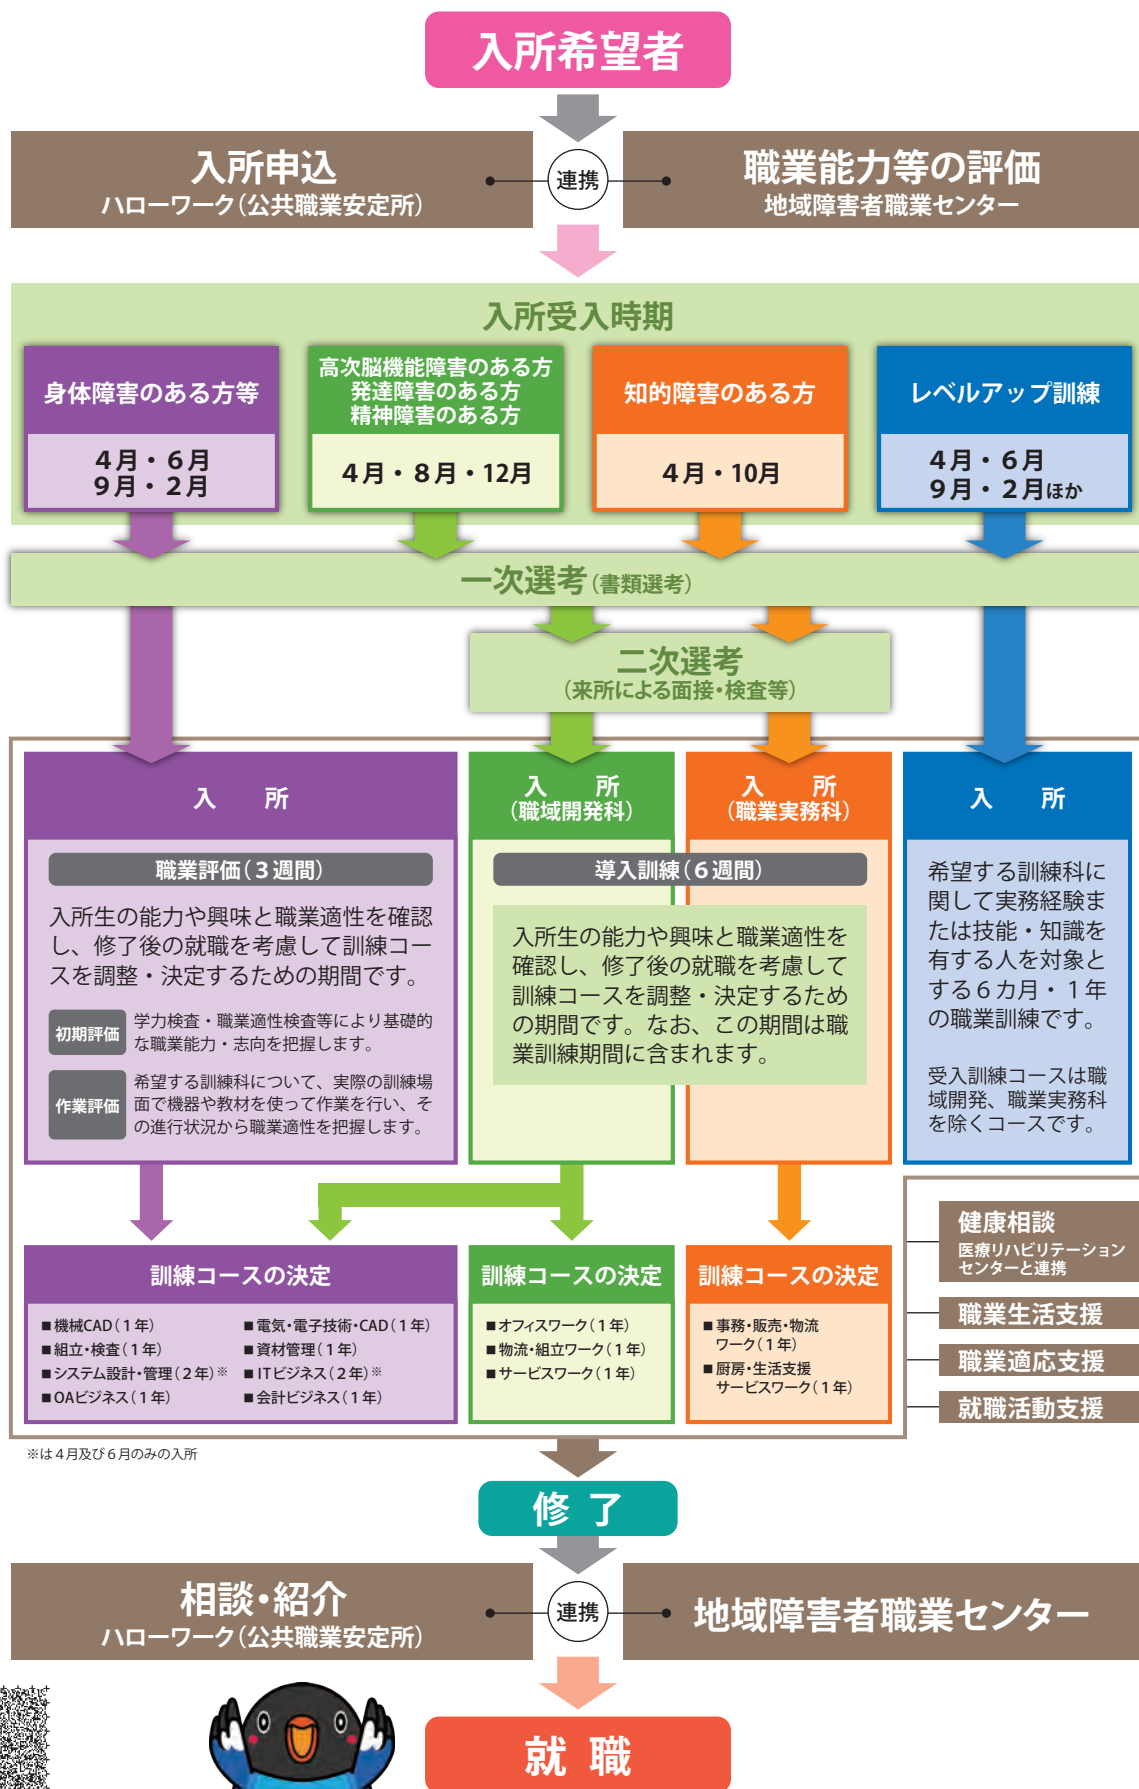 入所希望者
入所申込
ハローワーク(公共職業安定所)
連携
職業能力等の評価
地域障害者職業センター
入所受入時期
身体障害のある方等
4月・6月
9月・2月
高次脳機能障害のある方
発達障害のある方
精神障害のある方
4月・8月・12月
知的障害のある方
4月・10月
レベルアップ訓練
4月・6月
9月・2月ほか
一次選考(書類選考)
二次選考
(来所による面接・検査等)
入 所
職業評価(3週間)
入所生の能力や興味と職業適性を確認
し、修了後の就職を考慮して訓練コー
スを調整・決定するための期間です。
初期評価
学力検査・職業適性検査等により基礎的
な職業能力・志向を把握します。
作業評価
希望する訓練科について、実際の訓練場
面で機器や教材を使って作業を行い、そ
の進行状況から職業適性を把握します。
入 所
(職域開発科)
入 所
(職業実務科)
導入訓練(6週間)
入所生の能力や興味と職業適性を
確認し、修了後の就職を考慮して
訓練コースを調整・決定するため
の期間です。なお、この期間は職
業訓練期間に含まれます。
入 所
希望する訓練科に
関して実務経験ま
たは技能・知識を
有する人を対象と
する6カ月・1年
の職業訓練です。
受入訓練コースは職
域開発、職業実務科
を除くコースです。
訓練コースの決定
■機械CAD(1年)
■組立・検査(1年)
■システム設計・管理(2年)※
■OAビジネス(1年)
■電気・電子技術・CAD(1年)
■資材管理(1年)
■ITビジネス(2年)※
■会計ビジネス(1年)
訓練コースの決定
■オフィスワーク(1年)
■物流・組立ワーク(1年)
■サービスワーク(1年)
訓練コースの決定
■事務・販売・物流
ワーク(1年)
■厨房・生活支援
サービスワーク(1年)
健康相談
医療リハビリテーション
センターと連携
職業生活支援
職業適応支援
就職活動支援
※は4月及び6月のみの入所
修了
相談・紹介
ハローワーク(公共職業安定所)
連携
地域障害者職業センター
就職